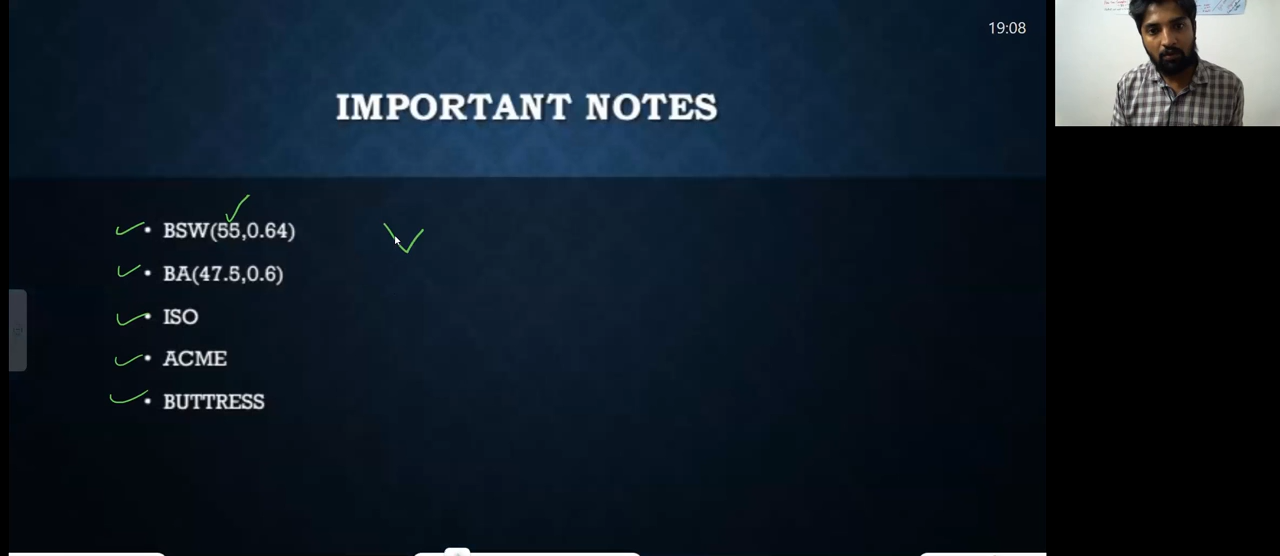 19:08
IMPORTANT NOTES
• BSW(55,0.64)
• BA(47.5,0.6)
• ISO
• ACME
• BUTTRESS